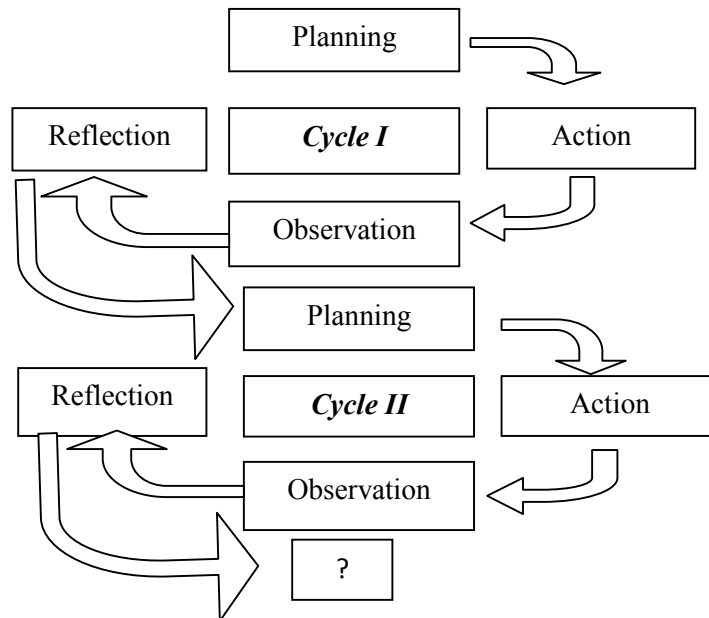 Planning
Reflection
Cycle I
Action
Observation
Planning
Reflection
Cycle II
Action
Observation
?